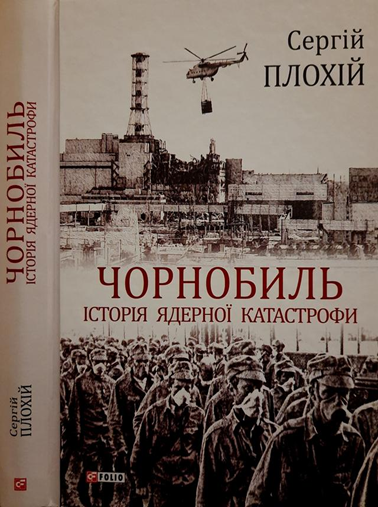 Сергій
ПЛОХІЙ
ЧОРНОБИЛЬ
ІСТОРІЯ ЯДЕРНОЇ КАТАСТРОФИ
FOLIO
ЧОРНОБИЛЬ
ІСТОРІЯ ЯДЕРНОЇ КАТАСТРОФИ
Сергій
ПЛОХІЙ